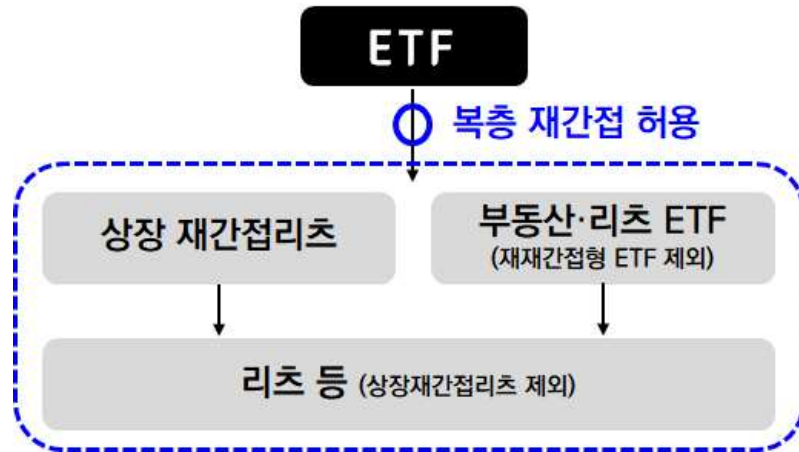 ETF
복층 재간접 허용
상장 재간접리츠
부동산·리츠 ETF
(재재간접형 ETF 제외)
리츠 등 (상장재간접리츠 제외)